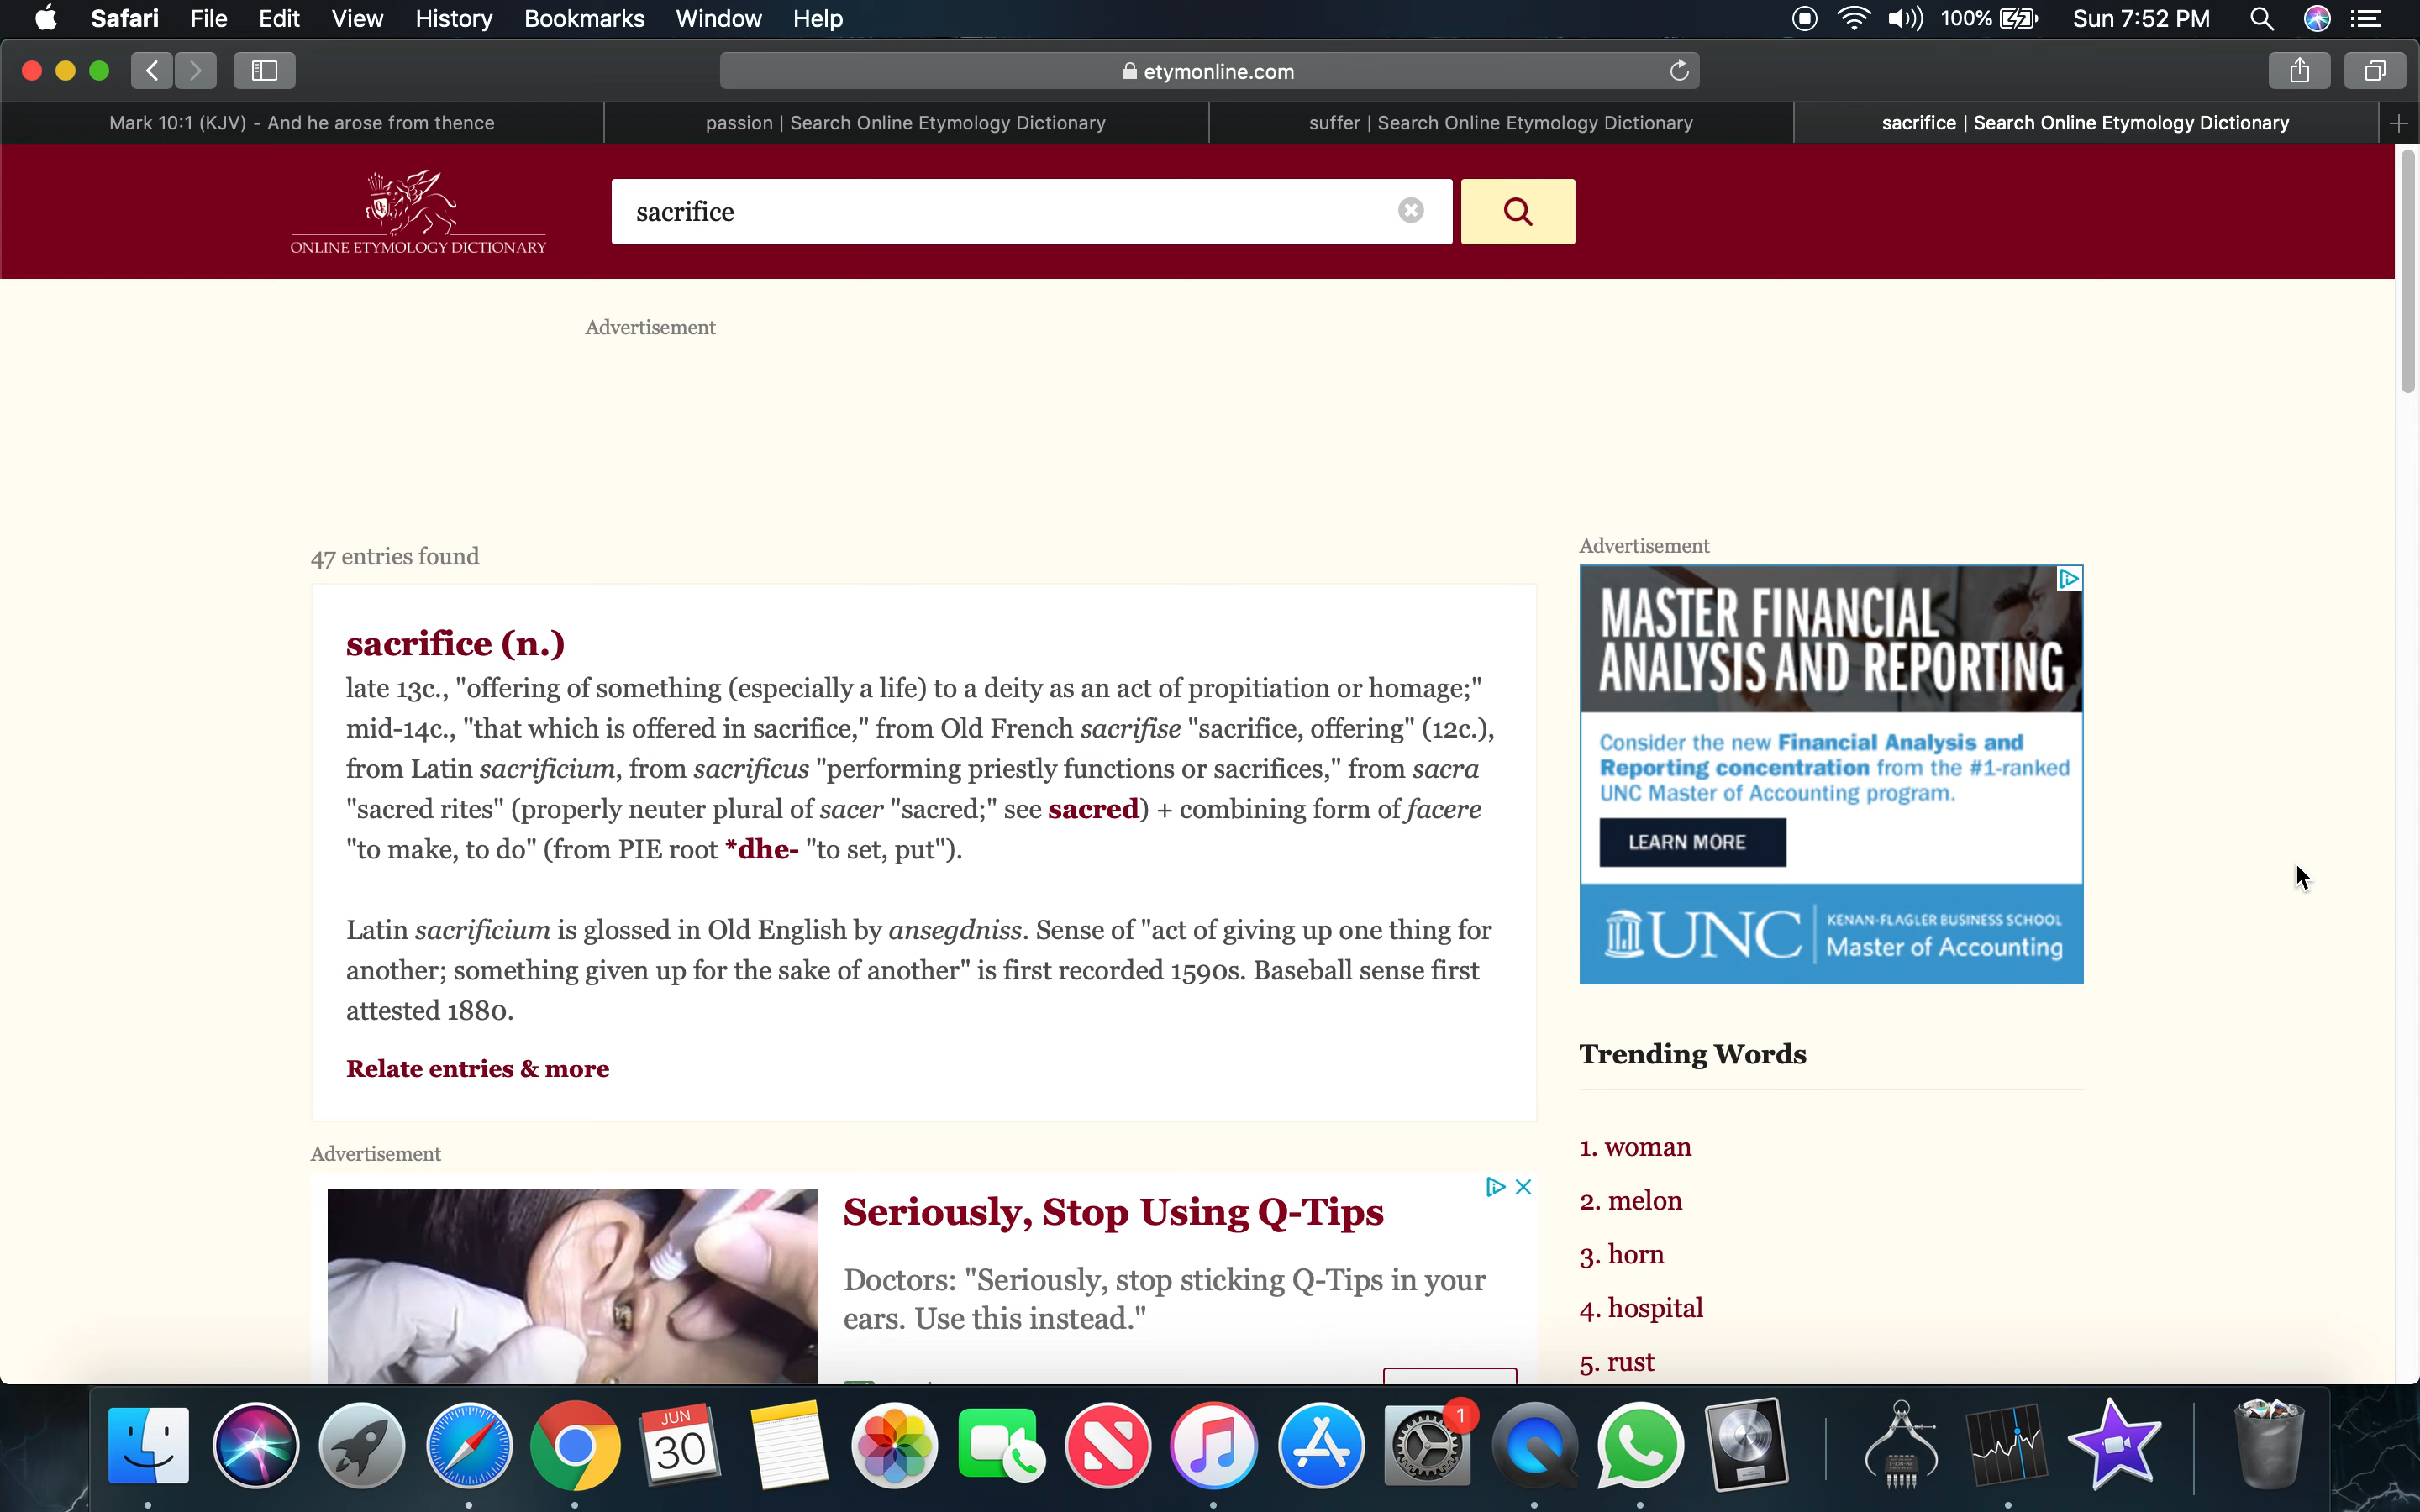 Safari File Edit View History Bookmarks Window Help 100% Sun 7:52 PM
etymonline.com
Mark 10:1 (KJV) - And he arose from thence
passion | Search Online Etymology Dictionary
suffer | Search Online Etymology Dictionary
sacrifice | Search Online Etymology Dictionary
ONLINE ETYMOLOGY DICTIONARY
sacrifice
Advertisement
47 entries found
sacrifice (n.)
late 13c., "offering of something (especially a life) to a deity as an act of propitiation or homage;"
mid-14c., "that which is offered in sacrifice," from Old French sacrifise "sacrifice, offering" (12c.),
from Latin sacrificium, from sacrificus "performing priestly functions or sacrifices," from sacra
"sacred rites" (properly neuter plural of sacer "sacred;" see sacred) + combining form of facere
"to make, to do" (from PIE root *dhe- "to set, put").
Latin sacrificium is glossed in Old English by ansegdniss. Sense of "act of giving up one thing for
another; something given up for the sake of another" is first recorded 1590s. Baseball sense first
attested 1880.
Relate entries & more
Advertisement
Seriously, Stop Using Q-Tips
Doctors: "Seriously, stop sticking Q-Tips in your
ears. Use this instead."
Advertisement
MASTER FINANCIAL
ANALYSIS AND REPORTING
Consider the new Financial Analysis and
Reporting concentration from the #1-ranked
UNC Master of Accounting program.
LEARN MORE
UNC
KENAN-FLAGLER BUSINESS SCHOOL
Master of Accounting
Trending Words
1. woman
2. melon
3. horn
4. hospital
5. rust
JUN
30
1